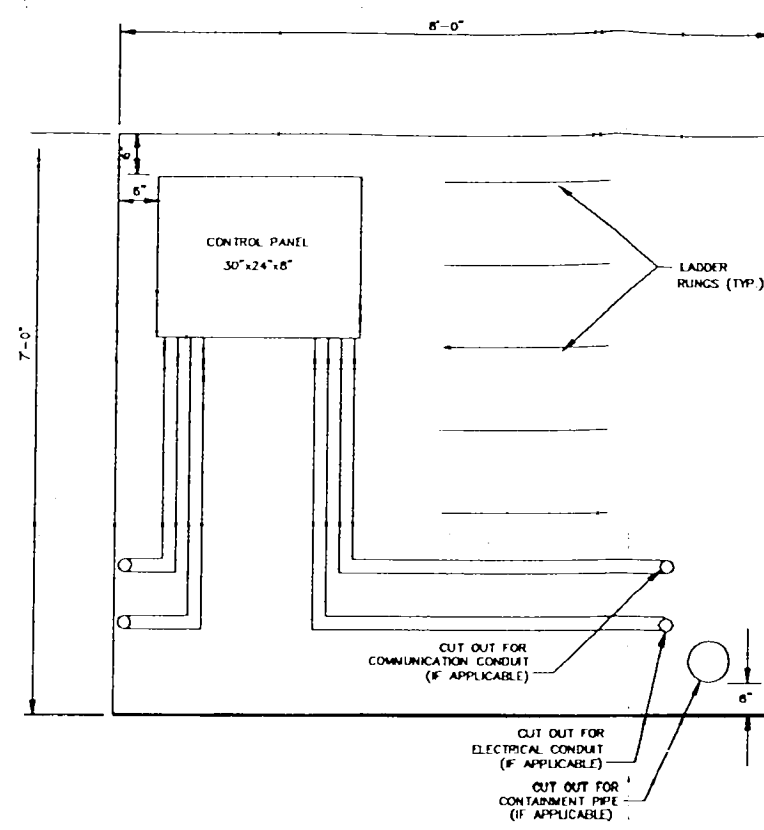 8'-0"
6"
6"
CONTROL PANEL
30"x24"x8"
LADDER
RUNGS (TYP.)
7'-0"
CUT OUT FOR
COMMUNICATION CONDUIT
(IF APPLICABLE)
6"
CUT OUT FOR
ELECTRICAL CONDUIT
(IF APPLICABLE)
CUT OUT FOR
CONTAINMENT PIPE
(IF APPLICABLE)